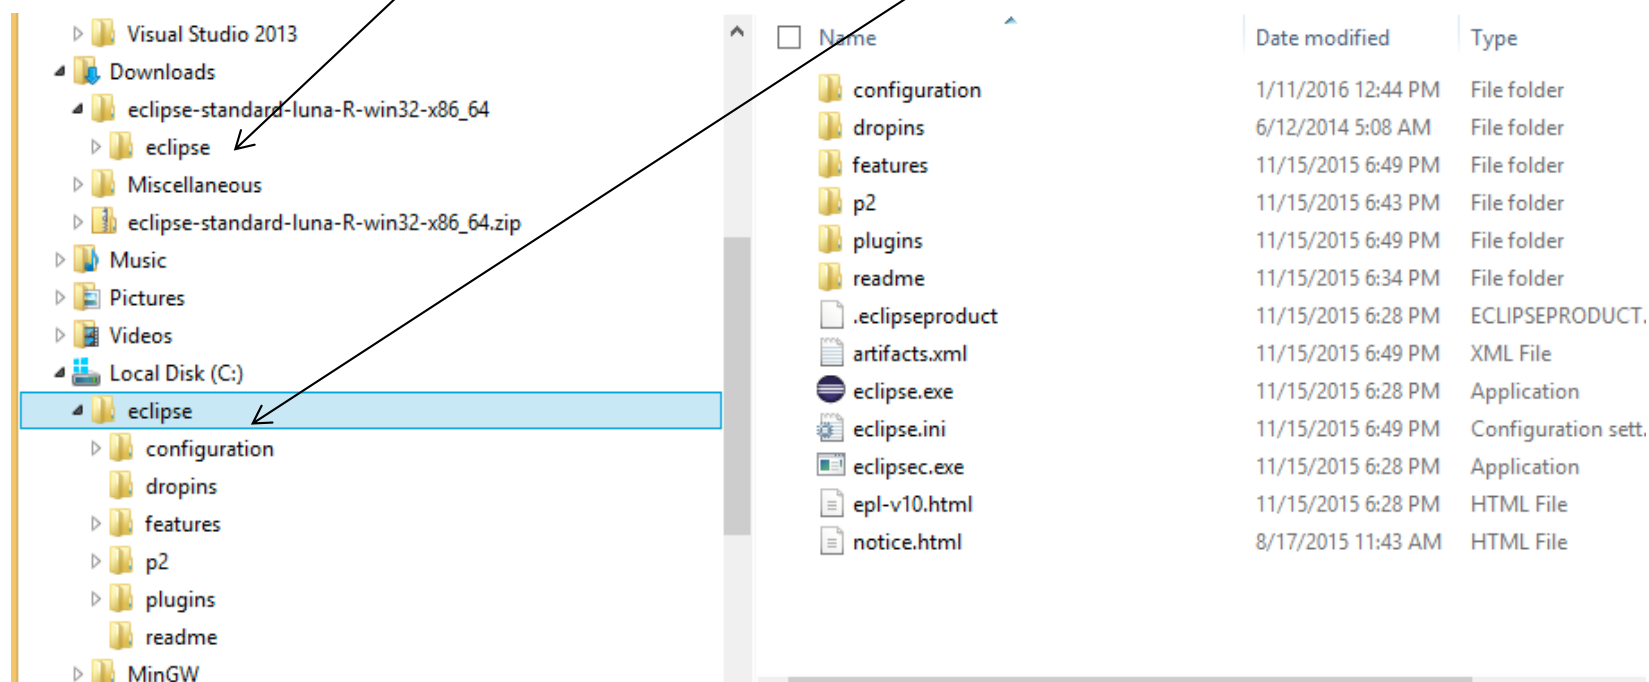 Visual Studio 2013
Downloads
eclipse-standard-luna-R-win32-x86_64
eclipse
Miscellaneous
eclipse-standard-luna-R-win32-x86_64.zip
Music
Pictures
Videos
Local Disk (C:)
eclipse
configuration
dropins
features
p2
plugins
readme
MinGW
Name Date modified Type
configuration 1/11/2016 12:44 PM File folder
dropins 6/12/2014 5:08 AM File folder
features 11/15/2015 6:49 PM File folder
p2 11/15/2015 6:43 PM File folder
plugins 11/15/2015 6:49 PM File folder
readme 11/15/2015 6:34 PM File folder
.eclipseproduct 11/15/2015 6:28 PM ECLIPSEPRODUCT.
artifacts.xml 11/15/2015 6:49 PM XML File
eclipse.exe 11/15/2015 6:28 PM Application
eclipse.ini 11/15/2015 6:49 PM Configuration sett.
eclipsec.exe 11/15/2015 6:28 PM Application
epl-v10.html 11/15/2015 6:28 PM HTML File
notice.html 8/17/2015 11:43 AM HTML File